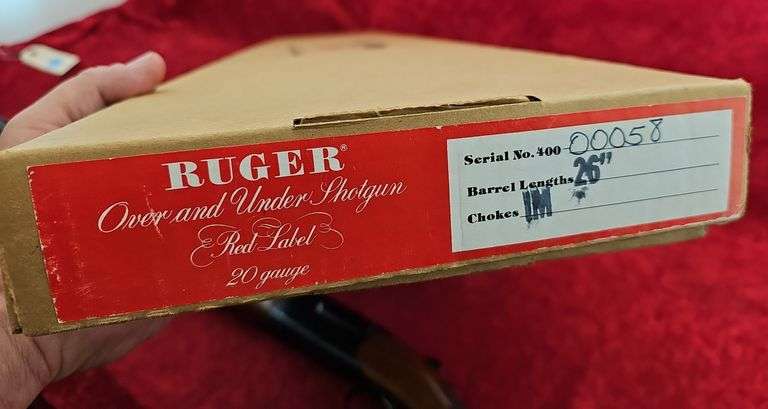 RUGER®
Over and Under Shotgun
Red Label
20 gauge
Serial No. 400 00058
Barrel Lengths 26"
Chokes IM